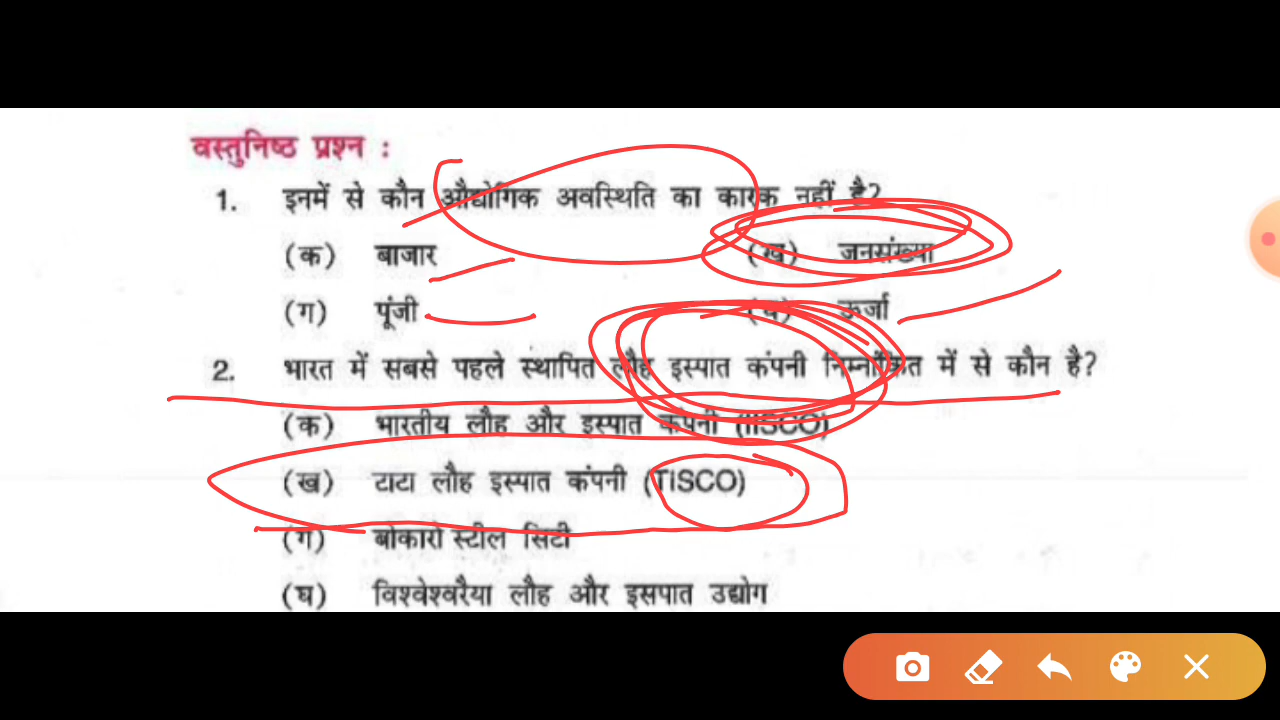 वस्तुनिष्ठ प्रश्न :
1. इनमें से कौन औद्योगिक अवस्थिति का कारक नहीं है?
(क) बाजार (ख) जनसंख्या
(ग) पूंजी (घ) ऊर्जा
2. भारत में सबसे पहले स्थापित लौह इस्पात कंपनी निम्नांकित में से कौन है?
(क) भारतीय लौह और इस्पात कंपनी (IISCO)
(ख) टाटा लौह इस्पात कंपनी (TISCO)
(ग) बोकारो स्टील सिटी
(घ) विश्वेश्वरैया लौह और इसपात उद्योग